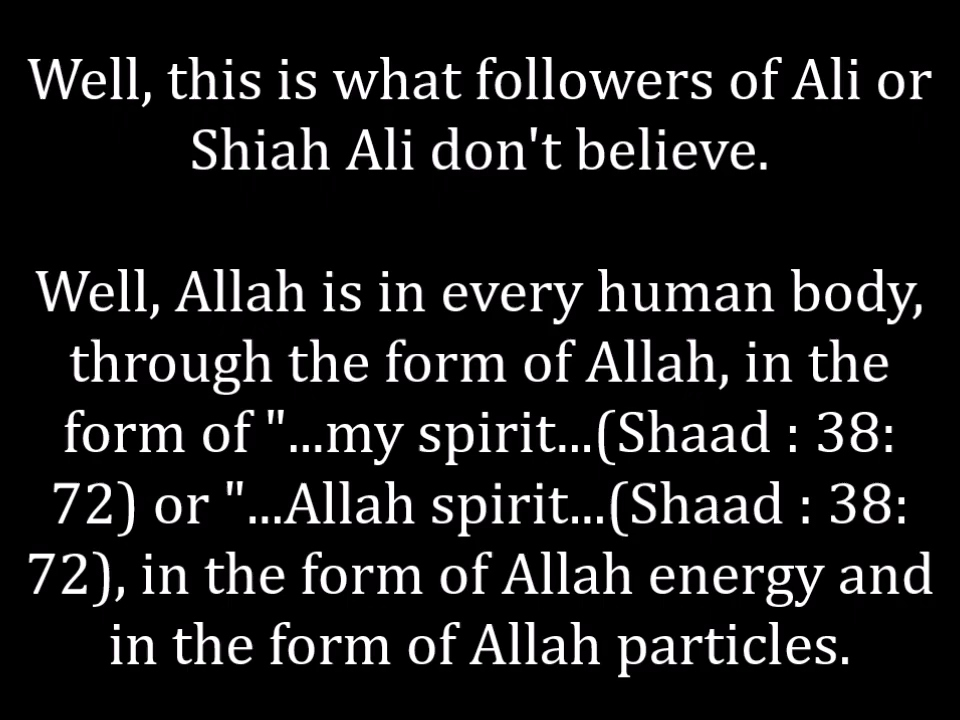 Well, this is what followers of Ali or
Shiah Ali don't believe.
Well, Allah is in every human body,
through the form of Allah, in the
form of "...my spirit...(Shaad : 38:
72) or "...Allah spirit...(Shaad : 38:
72), in the form of Allah energy and
in the form of Allah particles.